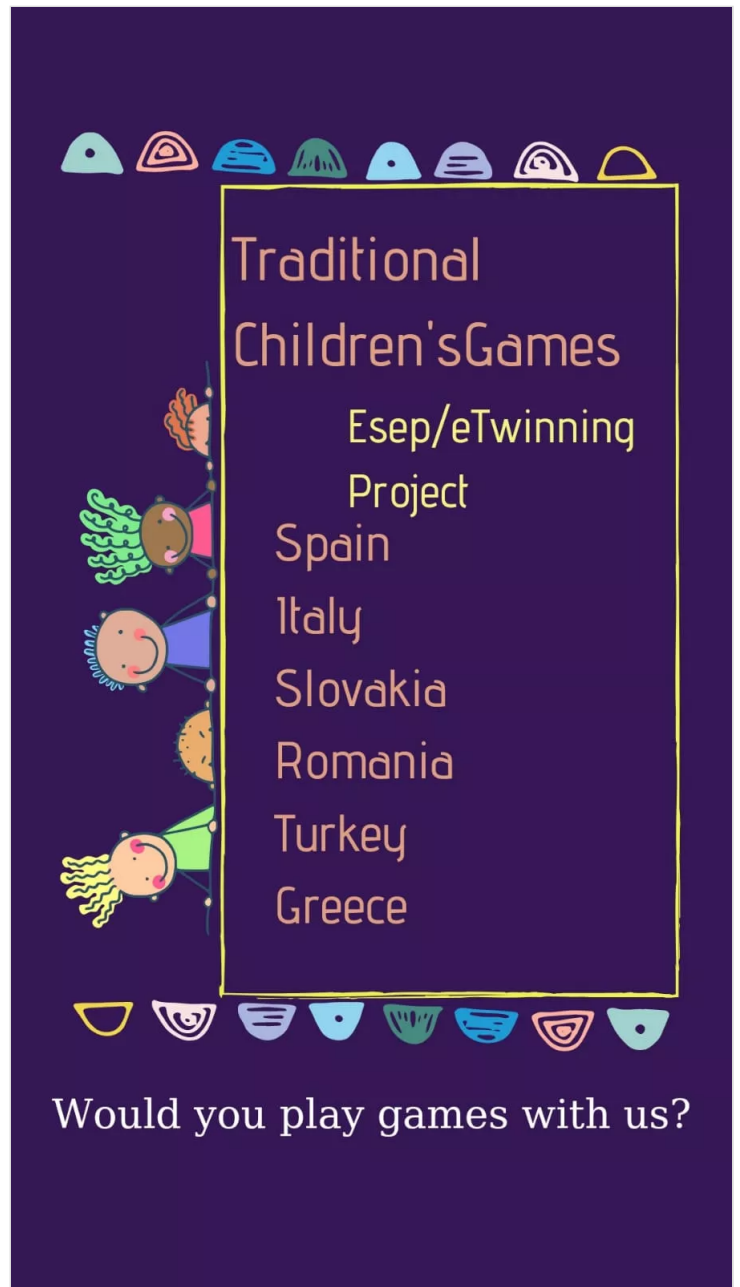 Traditional
Children'sGames
Esep/eTwinning
Project
Spain
Italy
Slovakia
Romania
Turkey
Greece
Would you play games with us?